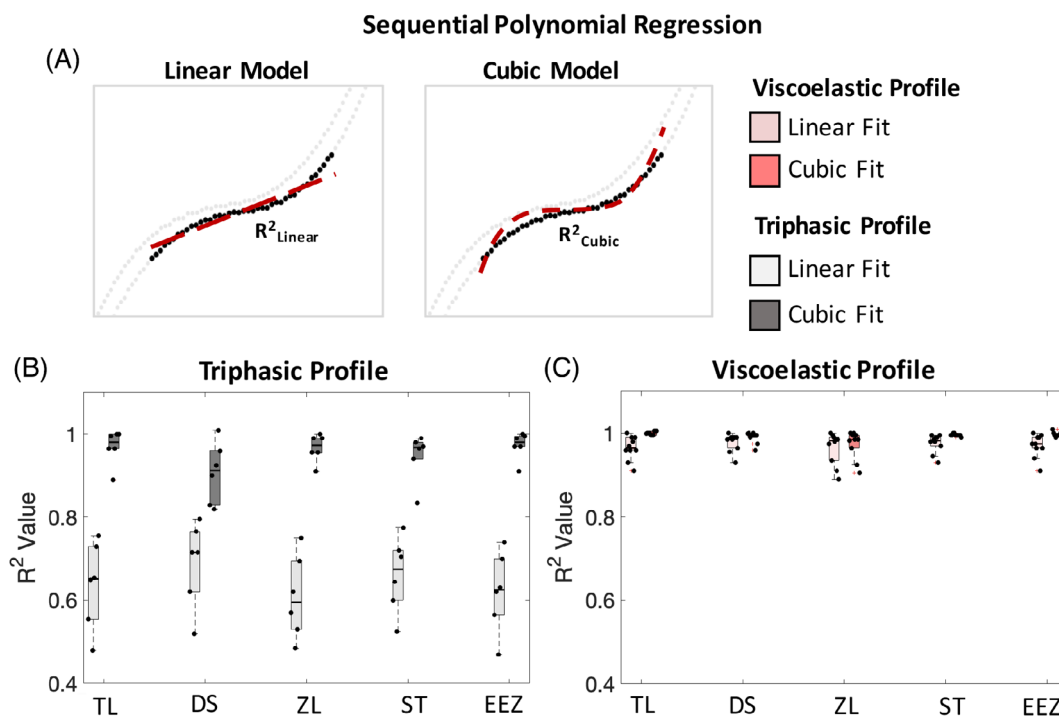 Sequential Polynomial Regression
(A)
Linear Model
R²Linear
Cubic Model
R²Cubic
Viscoelastic Profile
Linear Fit
Cubic Fit
Triphasic Profile
Linear Fit
Cubic Fit
(B)
Triphasic Profile
R² Value
1
0.8
0.6
0.4
TL DS ZL ST EEZ
(C)
Viscoelastic Profile
R² Value
1
0.8
0.6
0.4
TL DS ZL ST EEZ